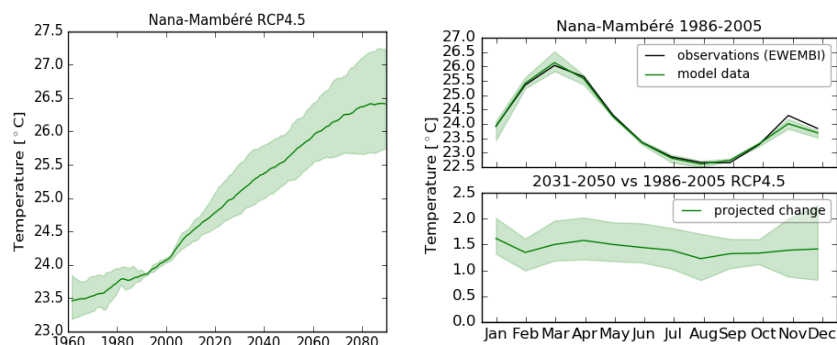 Nana-Mambéré RCP4.5
27.5
27.0
26.5
26.0
25.5
25.0
24.5
24.0
23.5
23.0
Temperature [°C]
1960 1980 2000 2020 2040 2060 2080
Nana-Mambéré 1986-2005
27.0
26.5
26.0
25.5
25.0
24.5
24.0
23.5
23.0
22.5
observations (EWEMBI)
model data
Temperature [°C]
2031-2050 vs 1986-2005 RCP4.5
2.5
2.0
1.5
1.0
0.5
0.0
projected change
Jan Feb Mar Apr May Jun Jul Aug Sep Oct Nov Dec